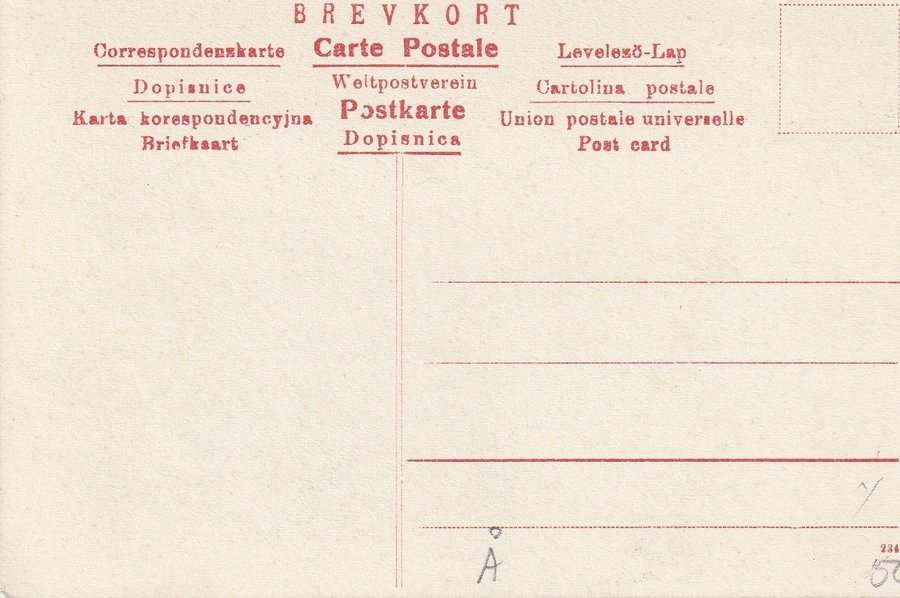 BREVKORT
Correspondenzkarte
Dopisnice
Karta korespondencyjna
Briefkaart
Carte Postale
Weltpostverein
Postkarte
Dopisnica
Levelező-Lap
Cartolina postale
Union postale universelle
Post card
234
Å